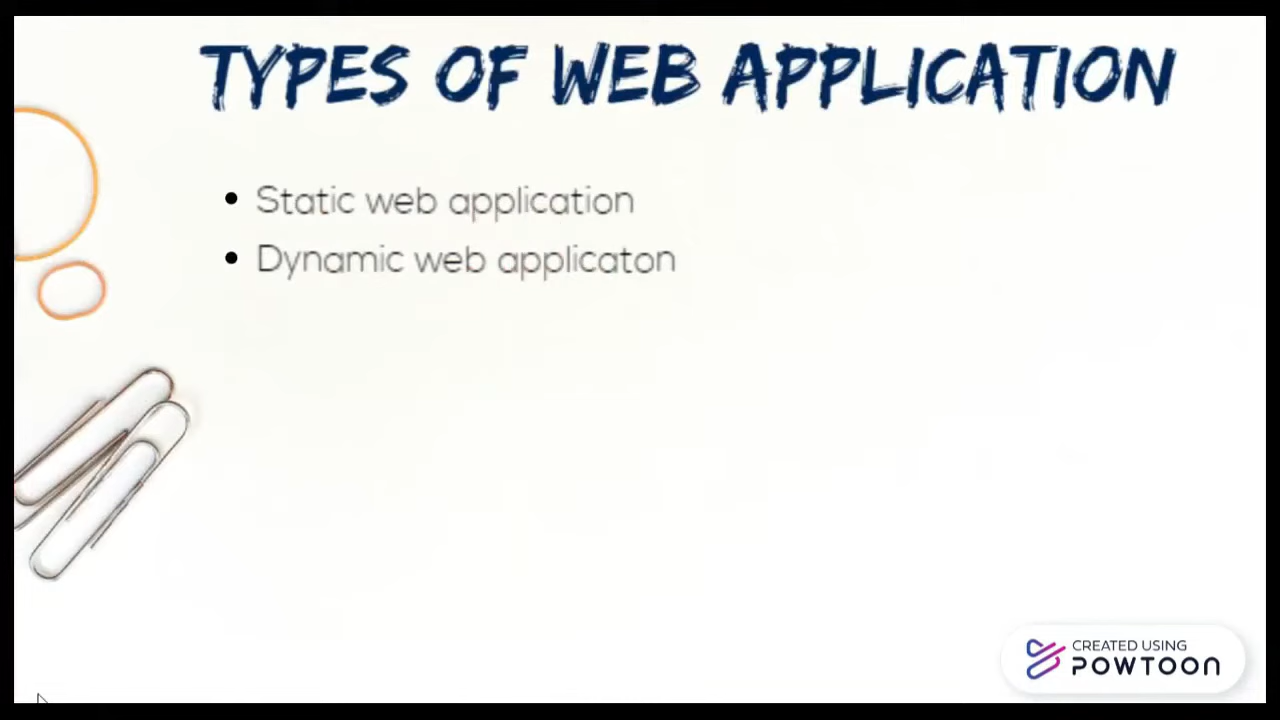 TYPES OF WEB APPLICATION
• Static web application
• Dynamic web applicaton
CREATED USING
POWTOON